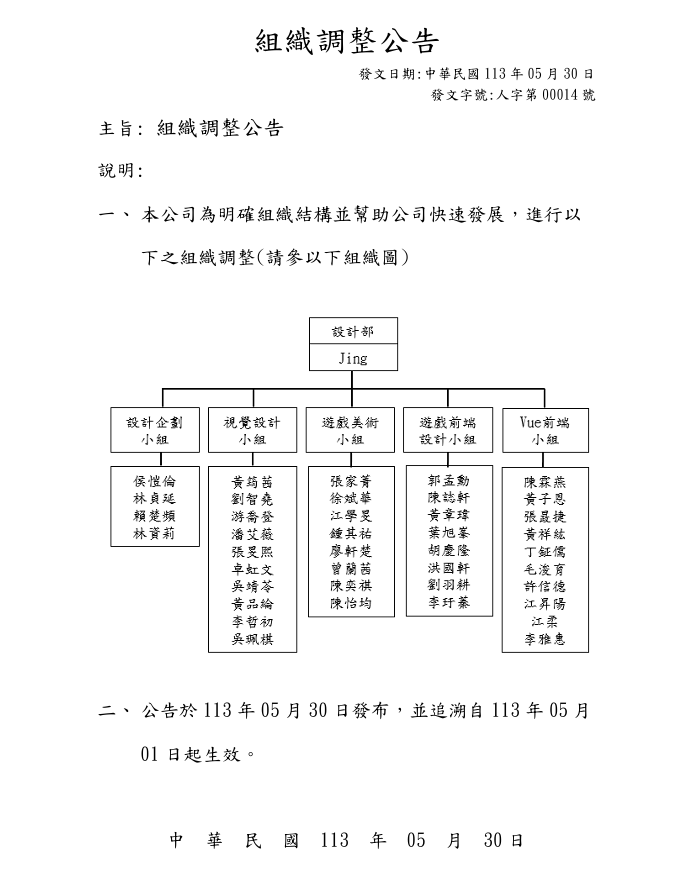 組織調整公告
發文日期:中華民國 113 年 05 月 30 日
發文字號:人字第 00014 號
主旨: 組織調整公告
說明:
一、 本公司為明確組織結構並幫助公司快速發展，進行以
下之組織調整(請參以下組織圖)
設計部
Jing
設計企劃
小組
侯愷倫
林貞延
賴楚頻
林資莉
視覺設計
小組
黃筠茜
劉智堯
游喬登
潘艾薇
張旻熙
卓虹文
吳靖苓
黃品綸
李哲初
吳珮棋
遊戲美術
小組
張家菁
徐斌華
江學旻
鍾其祐
廖軒楚
曾蘭茜
陳奕祺
陳怡均
遊戲前端
設計小組
郭孟勳
陳誌軒
黃章瑋
葉旭峯
胡慶隆
洪國軒
劉羽耕
李玗蓁
Vue前端
小組
陳霖燕
黃子恩
張晟捷
黃祥紘
丁鉦儒
毛浚育
許信德
江昇陽
江柔
李雅惠
二、 公告於 113 年 05 月 30 日發布，並追溯自 113 年 05 月
01 日起生效。
中 華 民 國 113 年 05 月 30 日